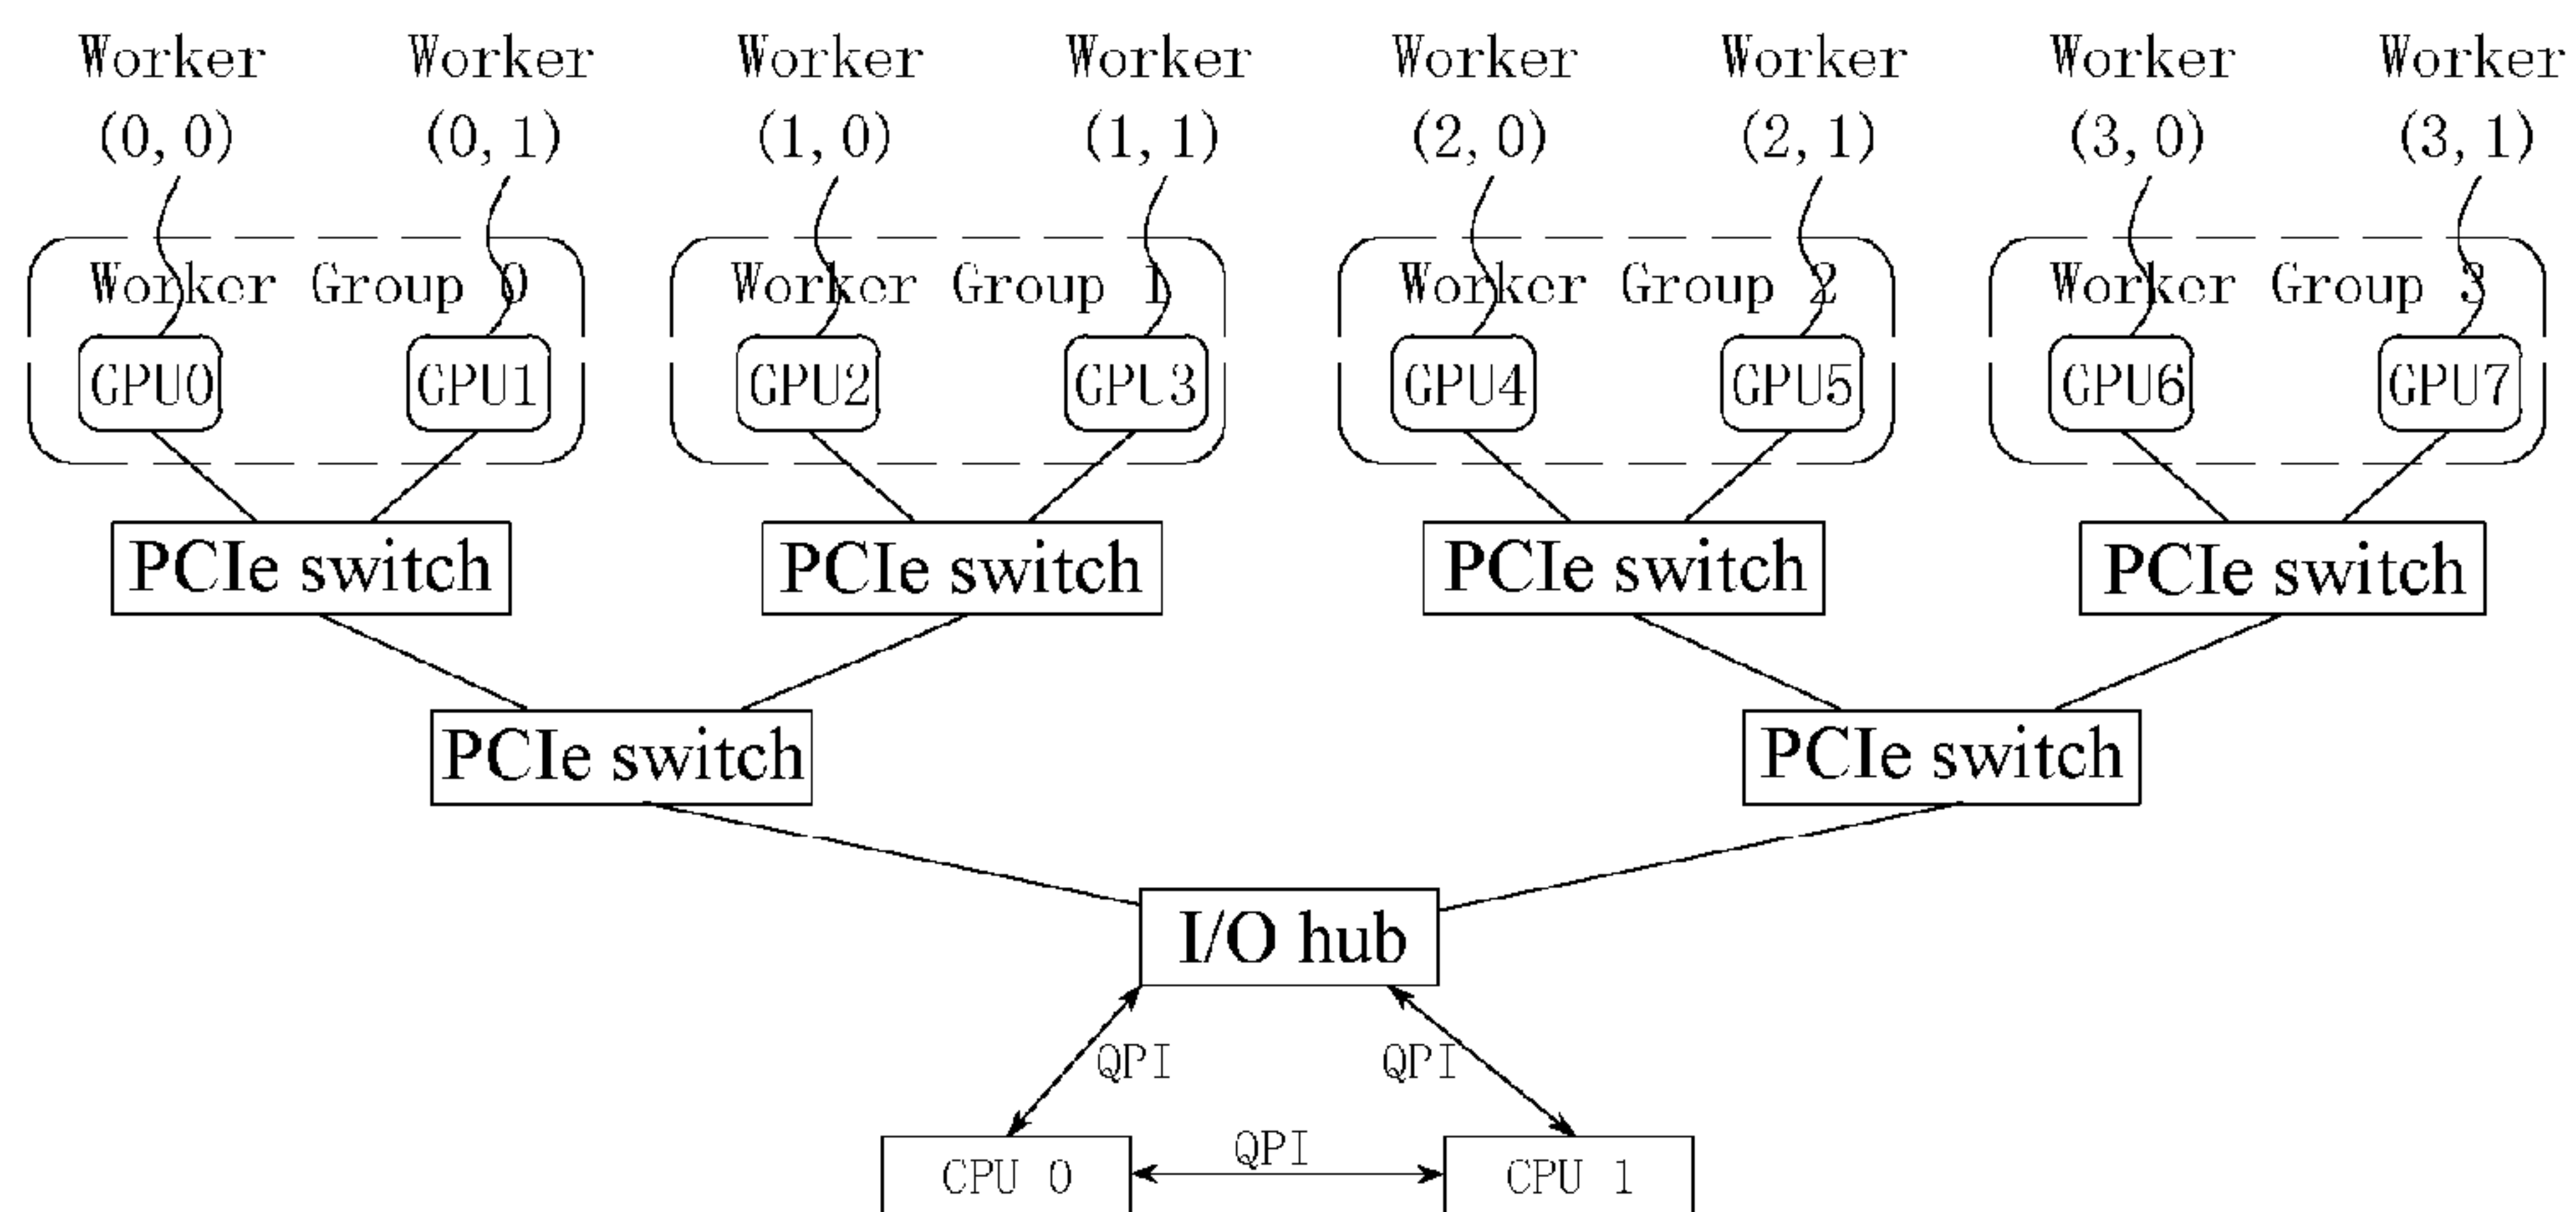 Worker Worker Worker Worker Worker Worker Worker Worker
(0,0) (0,1) (1,0) (1,1) (2,0) (2,1) (3,0) (3,1)
Worker Group 0 Worker Group 1 Worker Group 2 Worker Group 3
GPU0 GPU1 GPU2 GPU3 GPU4 GPU5 GPU6 GPU7
PCIe switch PCIe switch PCIe switch PCIe switch
PCIe switch PCIe switch
I/O hub
QPI QPI
QPI
CPU 0 CPU 1